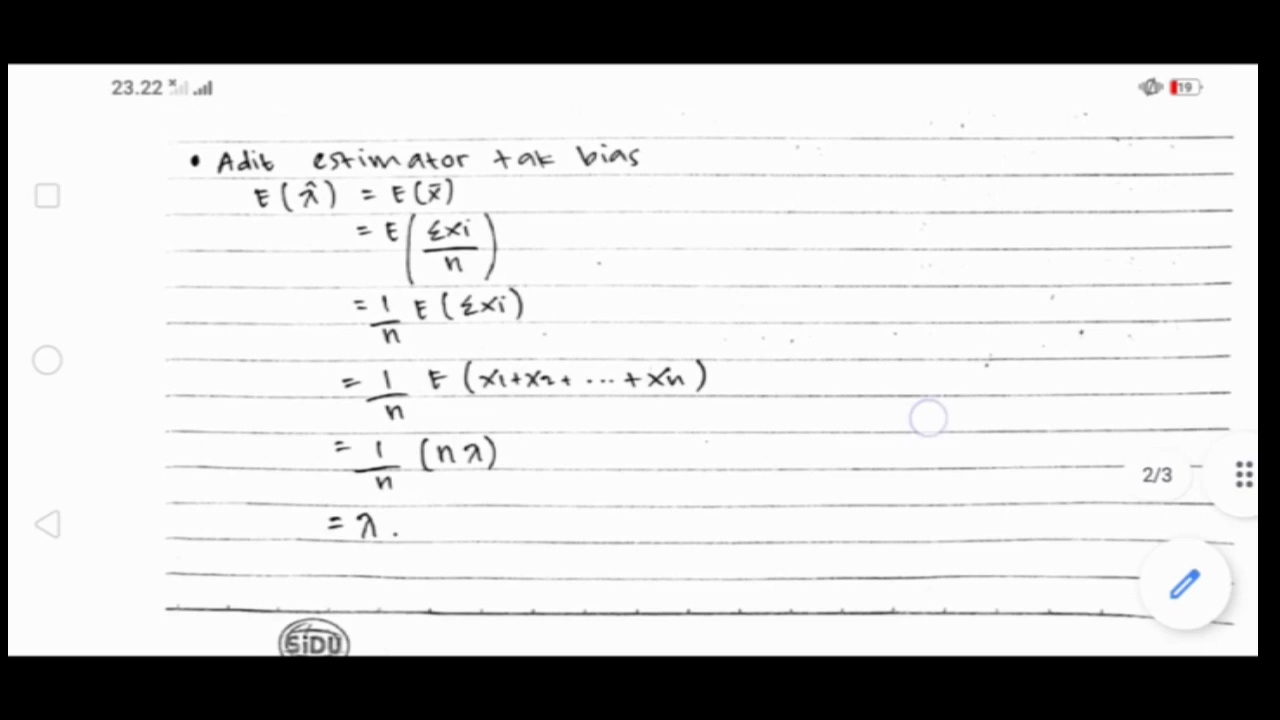 23.22
19
• Adit estimator tak bias
E(λ̂) = E(x̄)
= E(Σxi/n)
= 1/n E(Σxi)
= 1/n E(x1+x2+ ... +xn)
= 1/n (nλ)
= λ.
2/3
SiDU